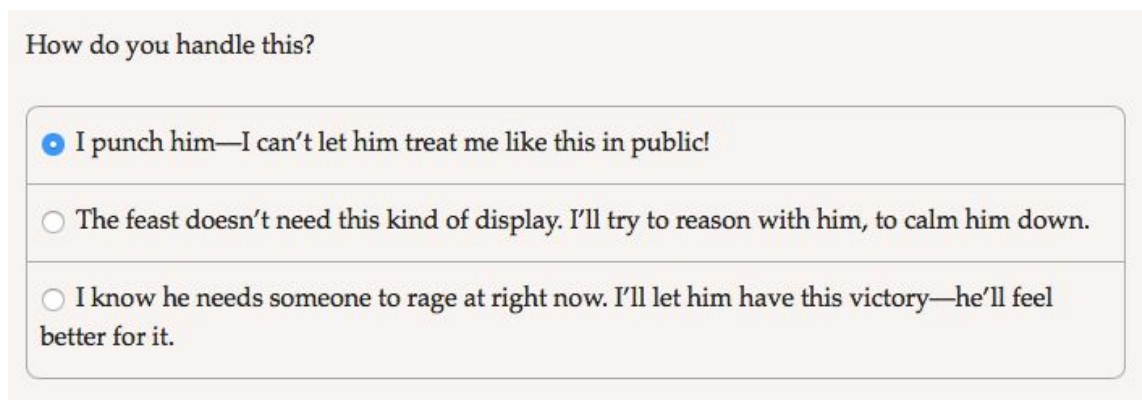 How do you handle this?
I punch him—I can’t let him treat me like this in public!
The feast doesn’t need this kind of display. I’ll try to reason with him, to calm him down.
I know he needs someone to rage at right now. I’ll let him have this victory—he’ll feel
better for it.